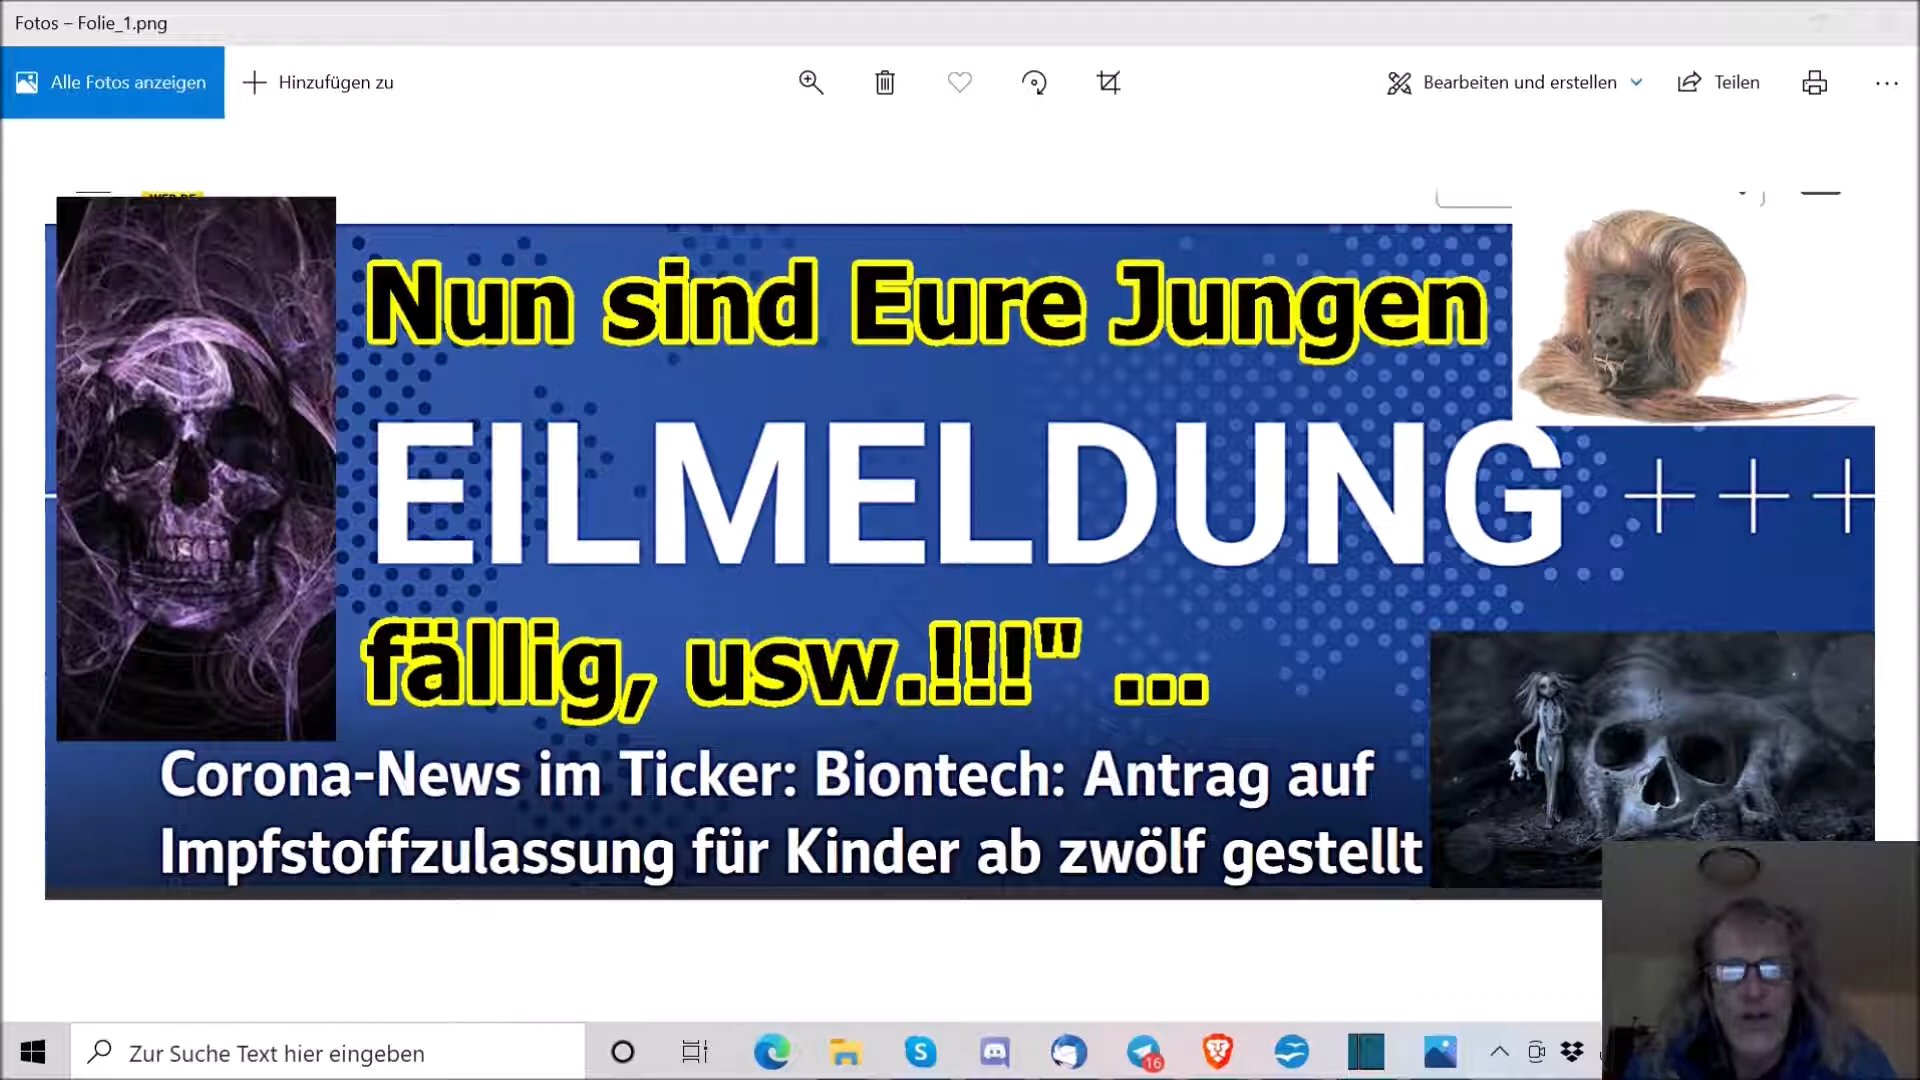 Fotos – Folie_1.png
Alle Fotos anzeigen
Hinzufügen zu
Bearbeiten und erstellen
Teilen
WEB.DE
Nun sind Eure Jungen
EILMELDUNG
fällig, usw.!!!" ...
Corona-News im Ticker: Biontech: Antrag auf
Impfstoffzulassung für Kinder ab zwölf gestellt
Zur Suche Text hier eingeben
16